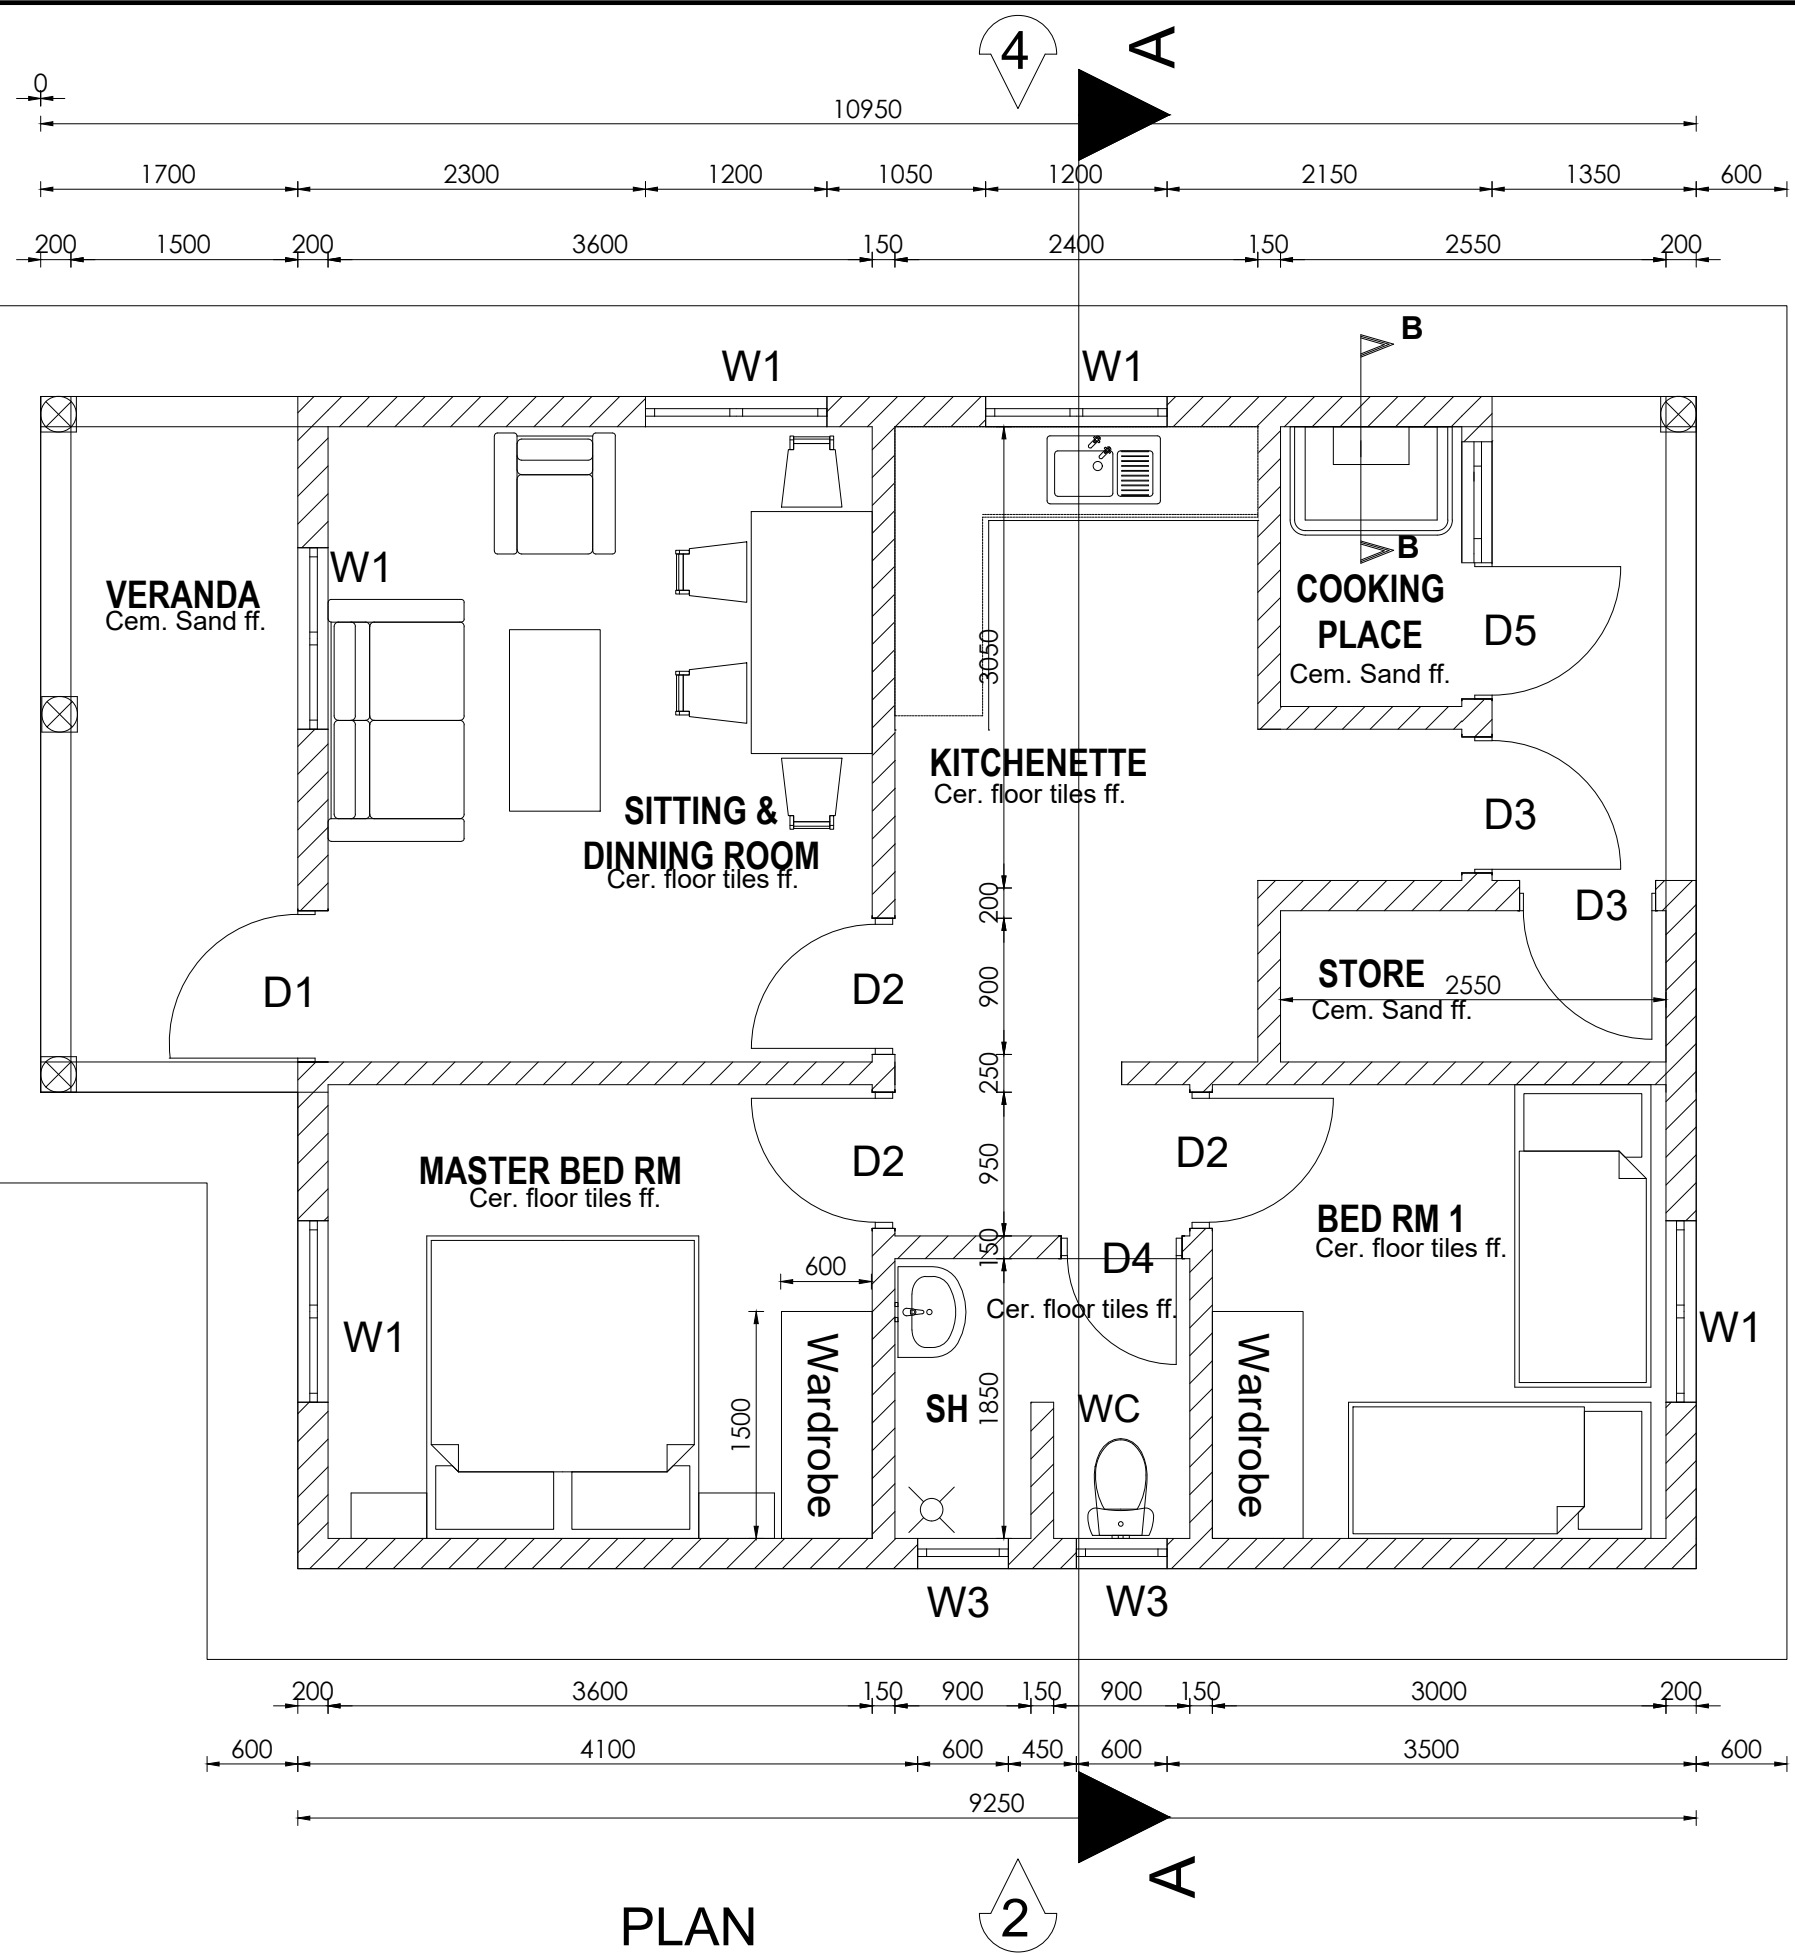 4
A
0
10950
1700 2300 1200 1050 1200 2150 1350 600
200 1500 200 3600 150 2400 150 2550 200
B
W1 W1
B
W1
VERANDA
Cem. Sand ff.
COOKING
PLACE
Cem. Sand ff.
D5
3050
KITCHENETTE
Cer. floor tiles ff.
SITTING &
DINNING ROOM
Cer. floor tiles ff.
D3
200
D3
STORE
2550
Cem. Sand ff.
D1
D2
900
250
MASTER BED RM
Cer. floor tiles ff.
D2
950
D2
BED RM 1
Cer. floor tiles ff.
150
D4
600
Cer. floor tiles ff.
W1
W1
1500
Wardrobe
SH
1850
WC
Wardrobe
W3 W3
200 3600 150 900 150 900 150 3000 200
600 4100 600 450 600 3500 600
9250
A
PLAN
2